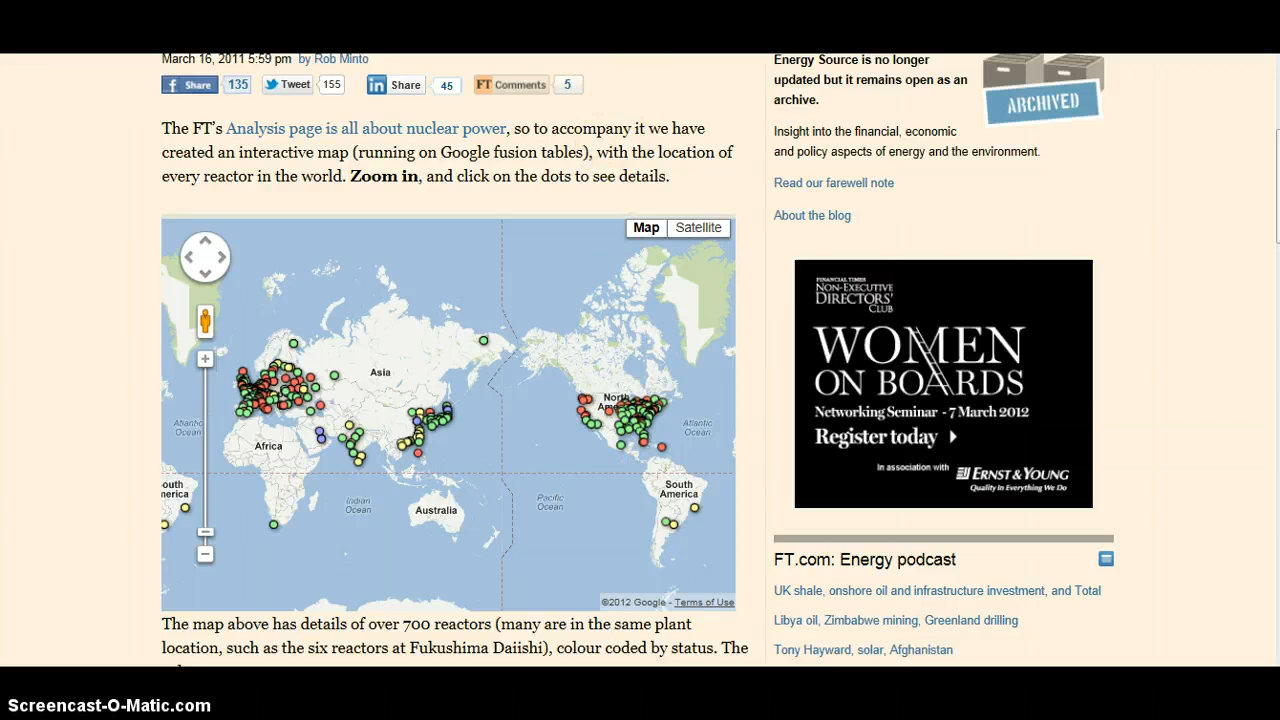 March 16, 2011 5:59 pm by Rob Minto
Share 135 Tweet 155 in Share 45 FT Comments 5
The FT's Analysis page is all about nuclear power, so to accompany it we have
created an interactive map (running on Google fusion tables), with the location of
every reactor in the world. Zoom in, and click on the dots to see details.
Map Satellite
Asia
North
Atlantic
Ocean
Atlantic
Ocean
Africa
outh
merica
Indian
Ocean
Australia
Pacific
Ocean
South
America
©2012 Google - Terms of Use
The map above has details of over 700 reactors (many are in the same plant
location, such as the six reactors at Fukushima Daiishi), colour coded by status. The
Energy Source is no longer
updated but it remains open as an
archive.
ARCHIVED
Insight into the financial, economic
and policy aspects of energy and the environment.
Read our farewell note
About the blog
FINANCIAL TIMES
NON-EXECUTIVE
DIRECTORS'
CLUB
WOMEN
ON BOARDS
Networking Seminar - 7 March 2012
Register today
In association with
ERNST & YOUNG
Quality In Everything We Do
FT.com: Energy podcast
UK shale, onshore oil and infrastructure investment, and Total
Libya oil, Zimbabwe mining, Greenland drilling
Tony Hayward, solar, Afghanistan
Screencast-O-Matic.com